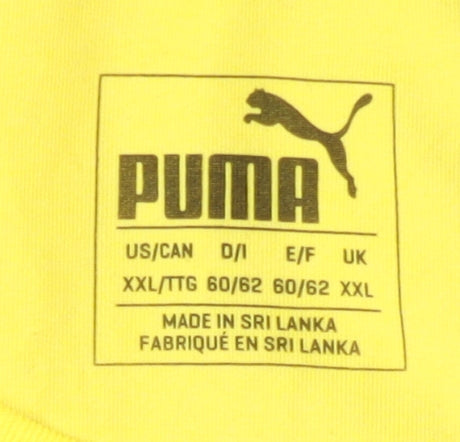 PUMA
US/CAN D/I E/F UK
XXL/TTG 60/62 60/62 XXL
MADE IN SRI LANKA
FABRIQUÉ EN SRI LANKA